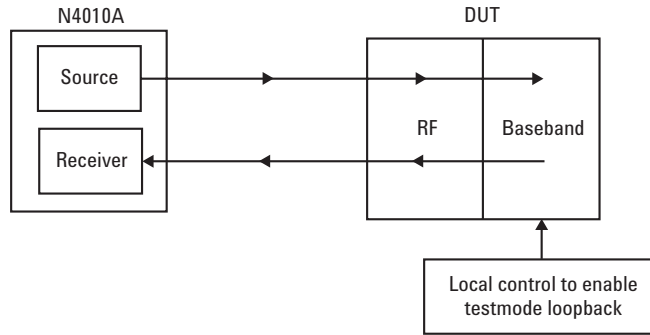 N4010A
DUT
Source
Receiver
RF
Baseband
Local control to enable
testmode loopback